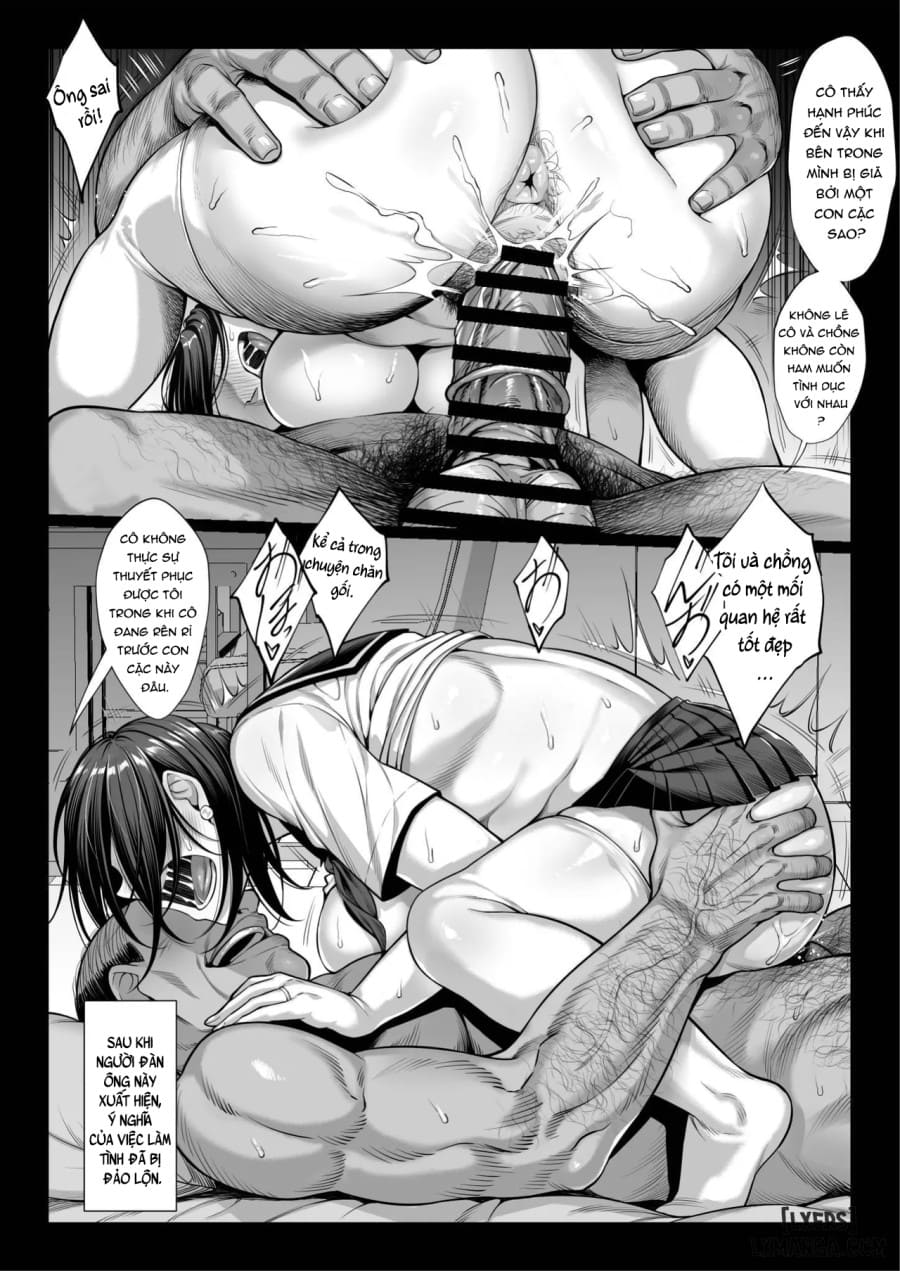 CÔ THẤY
HẠNH PHÚC
ĐẾN VẬY KHI
BÊN TRONG
MÌNH BỊ GIÃ
BỞI MỘT
CON CẶC
SAO?
Ông sai
rồi!
KHÔNG LẼ
CÔ VÀ CHỒNG
KHÔNG CÒN
HAM MUỐN
TÌNH DỤC
VỚI NHAU
?
Tôi và chồng
có một mối
quan hệ rất
tốt đẹp
...
Kể cả trong
chuyện chăn
gối.
CÔ KHÔNG
THỰC SỰ
THUYẾT PHỤC
ĐƯỢC TÔI
TRONG KHI CÔ
ĐANG RÊN RỈ
TRƯỚC CON
CẶC NÀY
ĐÂU.
SAU KHI
NGƯỜI ĐÀN
ÔNG NÀY
XUẤT HIỆN,
Ý NGHĨA
CỦA VIỆC LÀM
TÌNH ĐÃ BỊ
ĐẢO LỘN.
[LXERS]
LXMANGA.COM